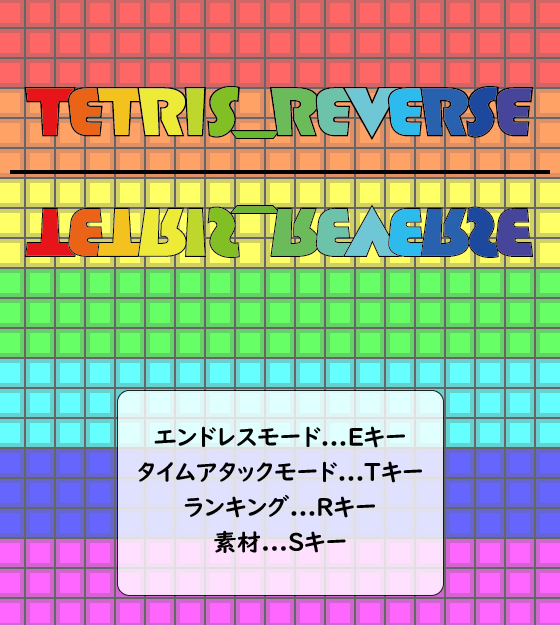 TETRIS_REVERSE
TETRIS_REVERSE
エンドレスモード...Eキー
タイムアタックモード...Tキー
ランキング...Rキー
素材...Sキー